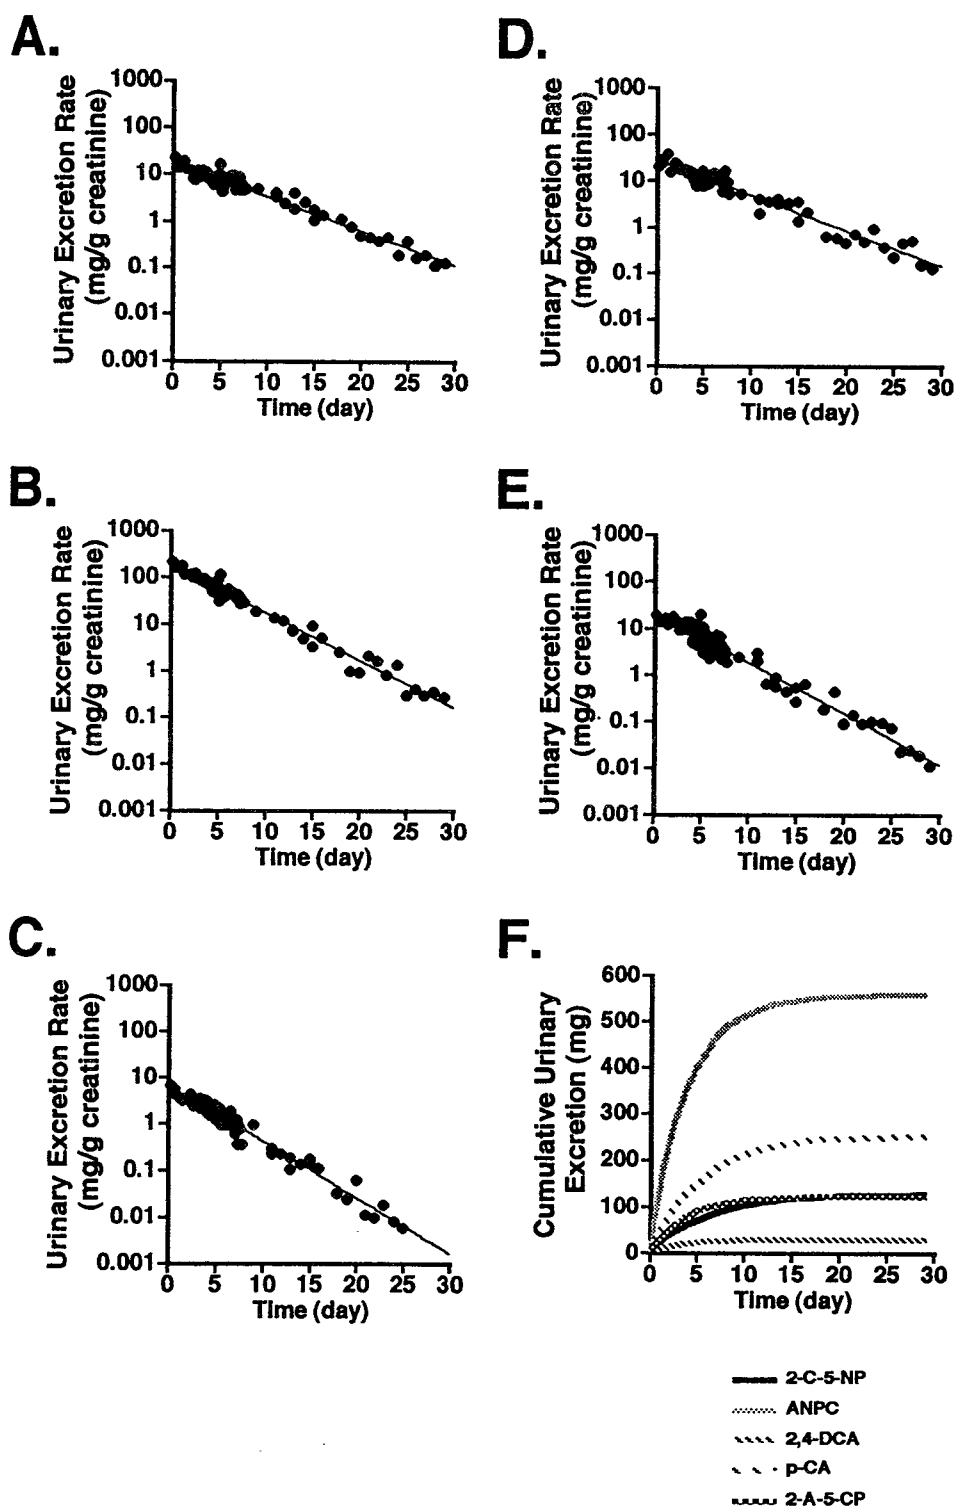 A.
Urinary Excretion Rate
(mg/g creatinine)
1000
100
10
1
0.1
0.01
0.001
0 5 10 15 20 25 30
Time (day)
D.
Urinary Excretion Rate
(mg/g creatinine)
1000
100
10
1
0.1
0.01
0.001
0 5 10 15 20 25 30
Time (day)
B.
Urinary Excretion Rate
(mg/g creatinine)
1000
100
10
1
0.1
0.01
0.001
0 5 10 15 20 25 30
Time (day)
E.
Urinary Excretion Rate
(mg/g creatinine)
1000
100
10
1
0.1
0.01
0.001
0 5 10 15 20 25 30
Time (day)
C.
Urinary Excretion Rate
(mg/g creatinine)
1000
100
10
1
0.1
0.01
0.001
0 5 10 15 20 25 30
Time (day)
F.
Cumulative Urinary
Excretion (mg)
600
500
400
300
200
100
0
0 5 10 15 20 25 30
Time (day)
2-C-5-NP
ANPC
2,4-DCA
p-CA
2-A-5-CP